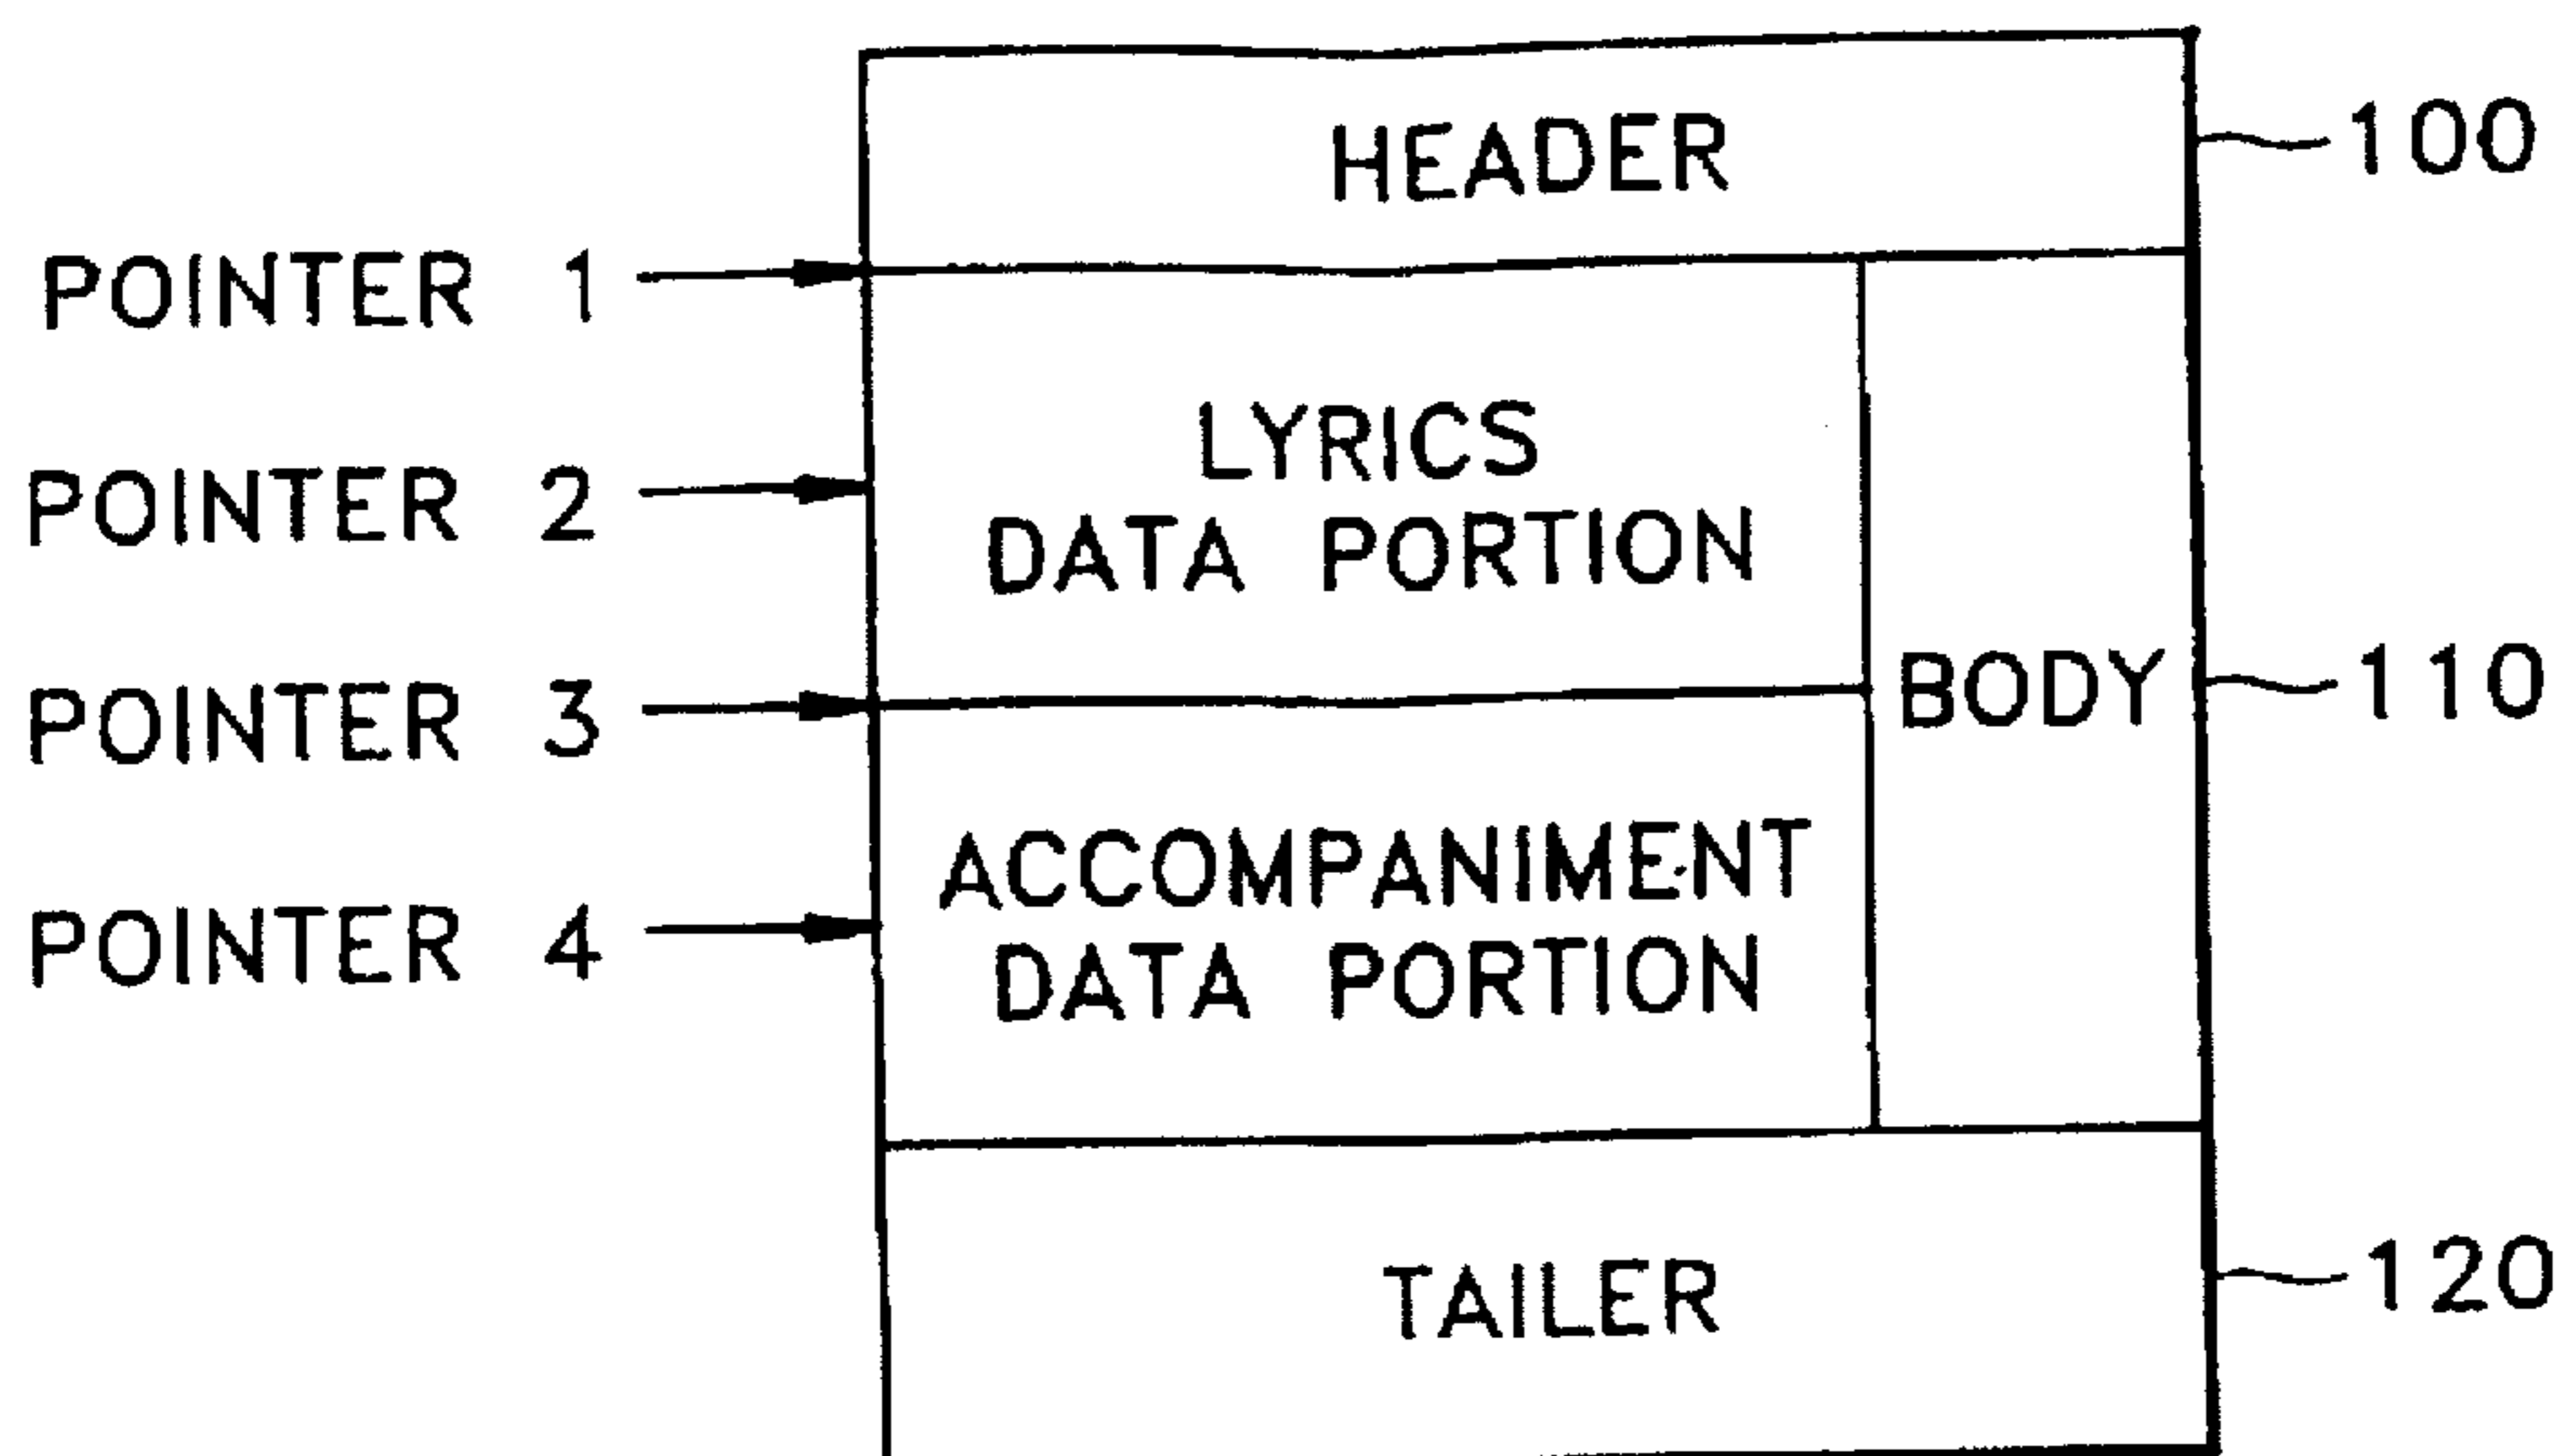 HEADER
100
POINTER 1
LYRICS
DATA PORTION
POINTER 2
POINTER 3
BODY
110
ACCOMPANIMENT
DATA PORTION
POINTER 4
TAILER
120